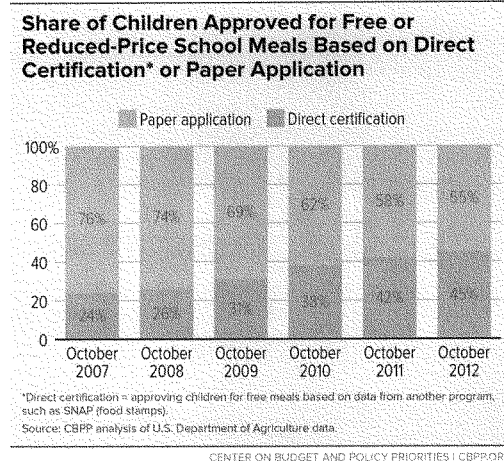 Share of Children Approved for Free or
Reduced-Price School Meals Based on Direct
Certification* or Paper Application
Paper application Direct certification
100%
80
60
40
20
0
76% 74% 69% 62% 58% 55%
24% 26% 31% 38% 42% 45%
October October October October October October
2007 2008 2009 2010 2011 2012
*Direct certification = approving children for free meals based on data from another program,
such as SNAP (food stamps).
Source: CBPP analysis of U.S. Department of Agriculture data.
CENTER ON BUDGET AND POLICY PRIORITIES | CBPP.OR